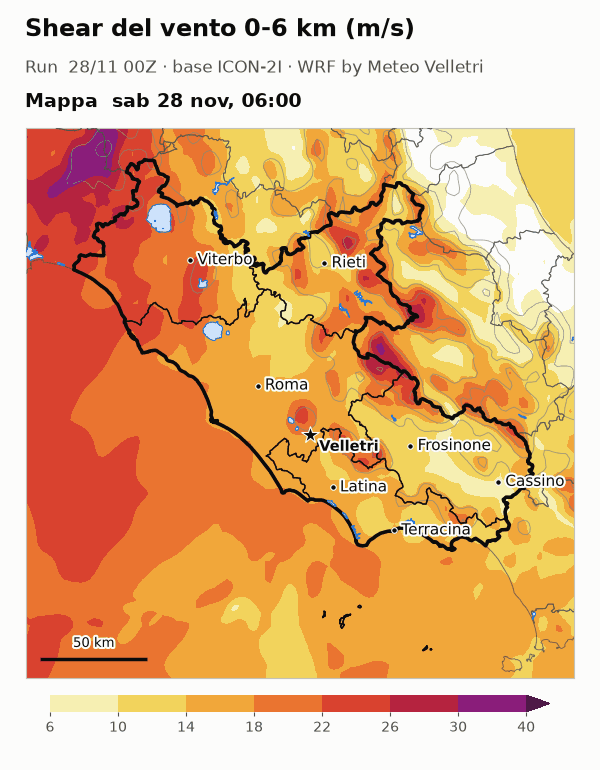 Shear del vento 0-6 km (m/s)
Run  28/11 00Z · base ICON-2I · WRF by Meteo Velletri
Mappa  sab 28 nov, 06:00
Viterbo
Rieti
Roma
Velletri
Frosinone
Cassino
Latina
Terracina
50 km
6 10 14 18 22 26 30 40